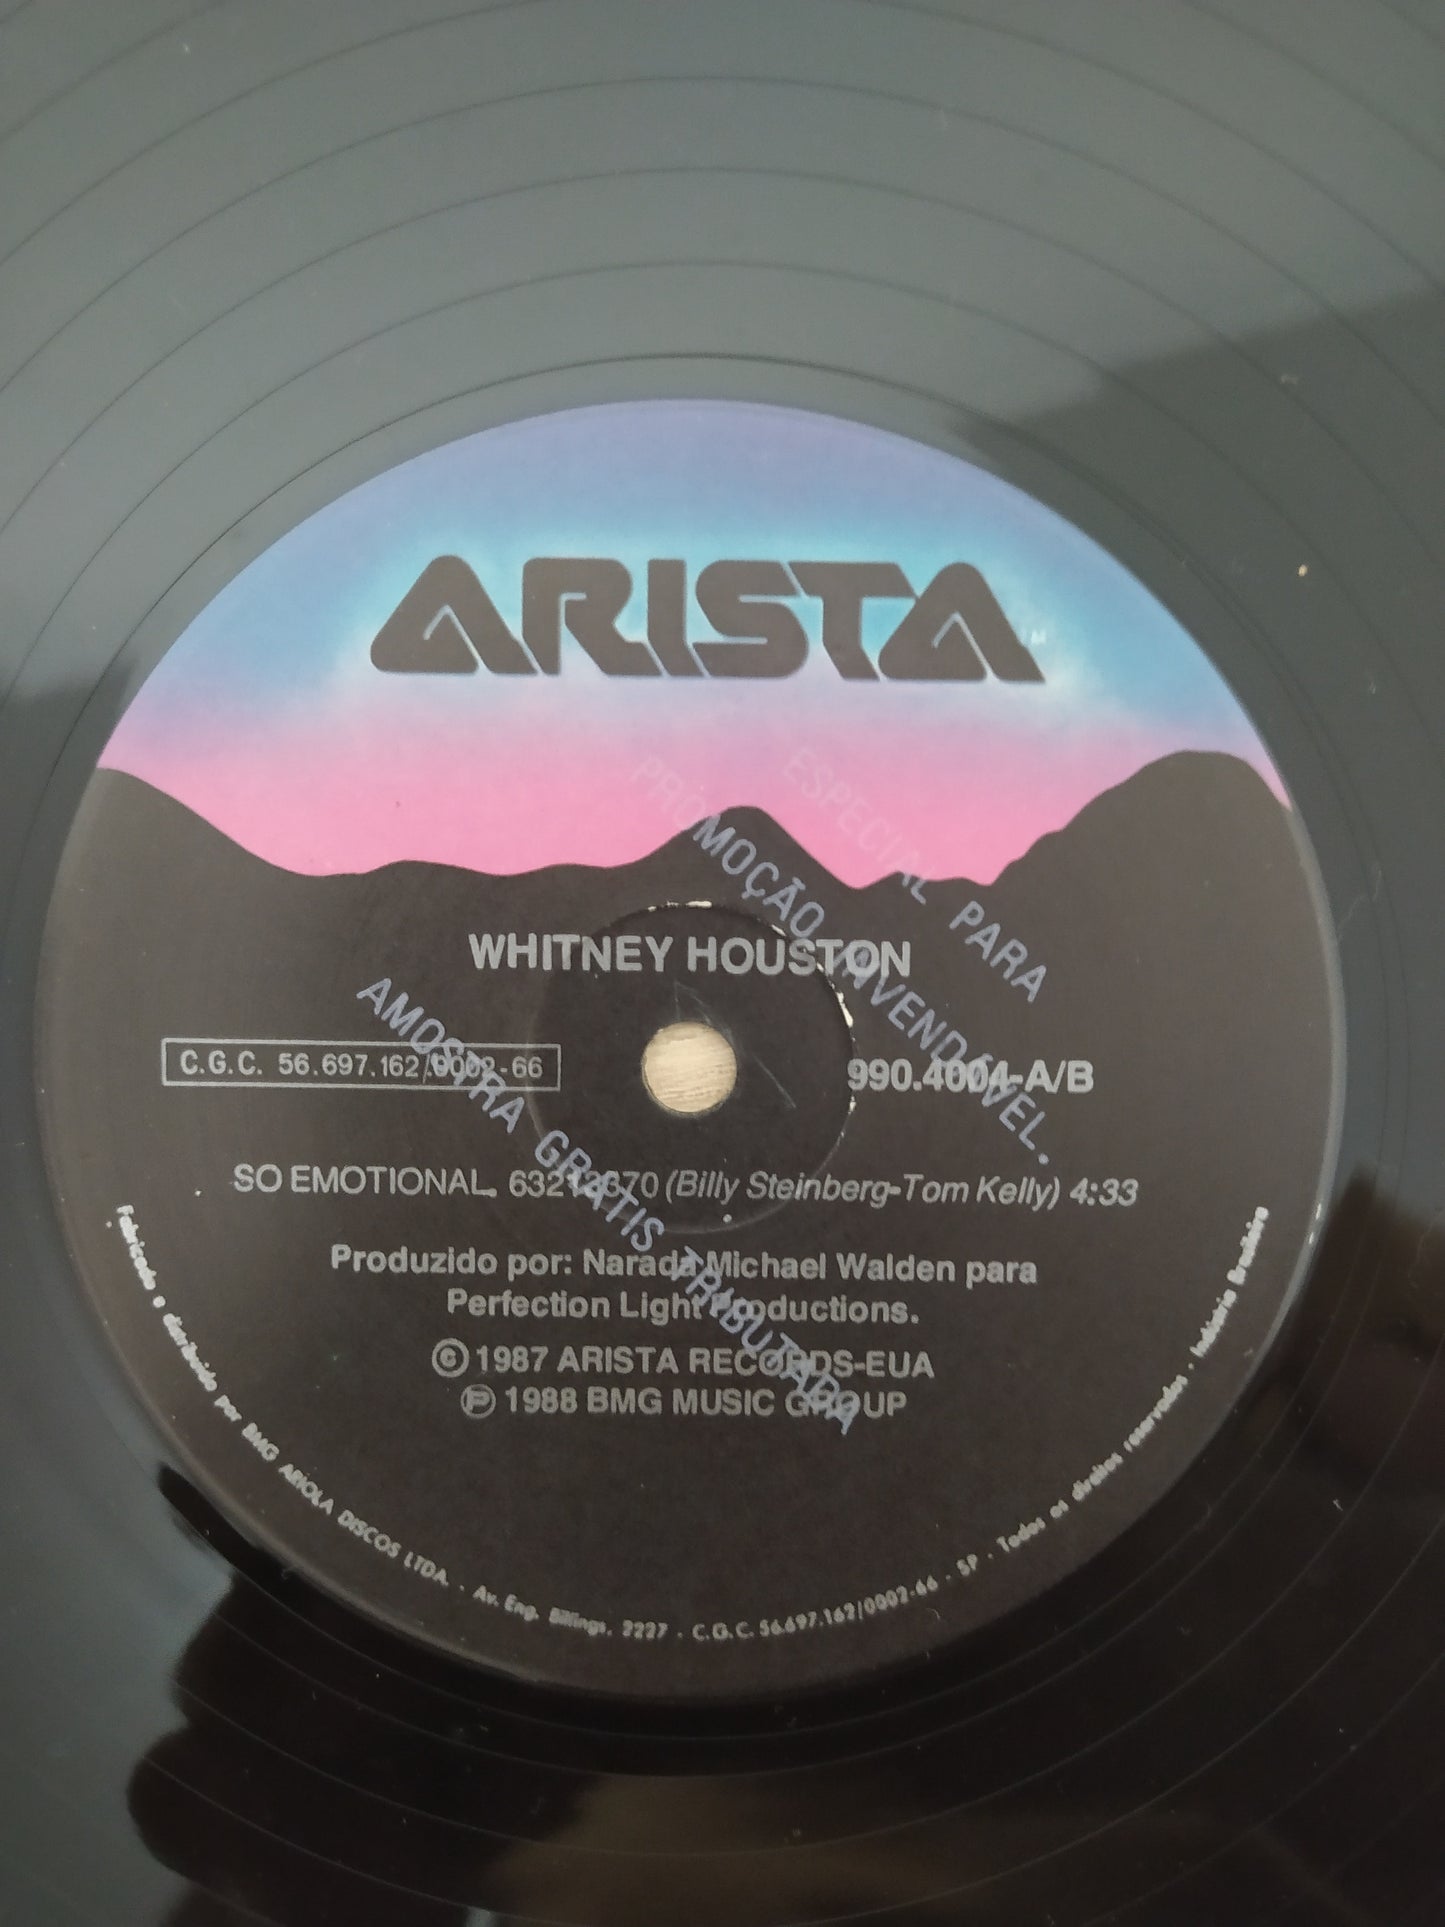 ARISTA
ESPECIAL PARA
PROMOÇÃO INVENDÁVEL.
WHITNEY HOUSTON
AMOSTRA GRATIS TRIBUTADA
C.G.C. 56.697.162/0002-66
990.4004-A/B
SO EMOTIONAL. (Billy Steinberg-Tom Kelly) 4:33
Produzido por: Narada Michael Walden para
Perfection Light Productions.
© 1987 ARISTA RECORDS-EUA
Ⓟ 1988 BMG MUSIC GROUP
Fabricado e distribuído por BMG ARIOLA DISCOS LTDA. · Av. Eng. Billings, 2227 · C.G.C. 56.697.162/0002-66 · SP · Todos os direitos reservados · Indústria Brasileira